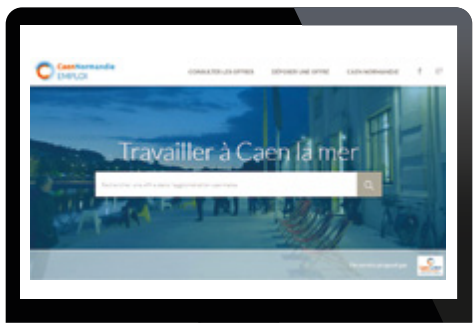 CaenNormandie
EMPLOI
CONSULTER LES OFFRES DÉPOSER UNE OFFRE CAEN NORMANDIE f
Travailler à Caen la mer